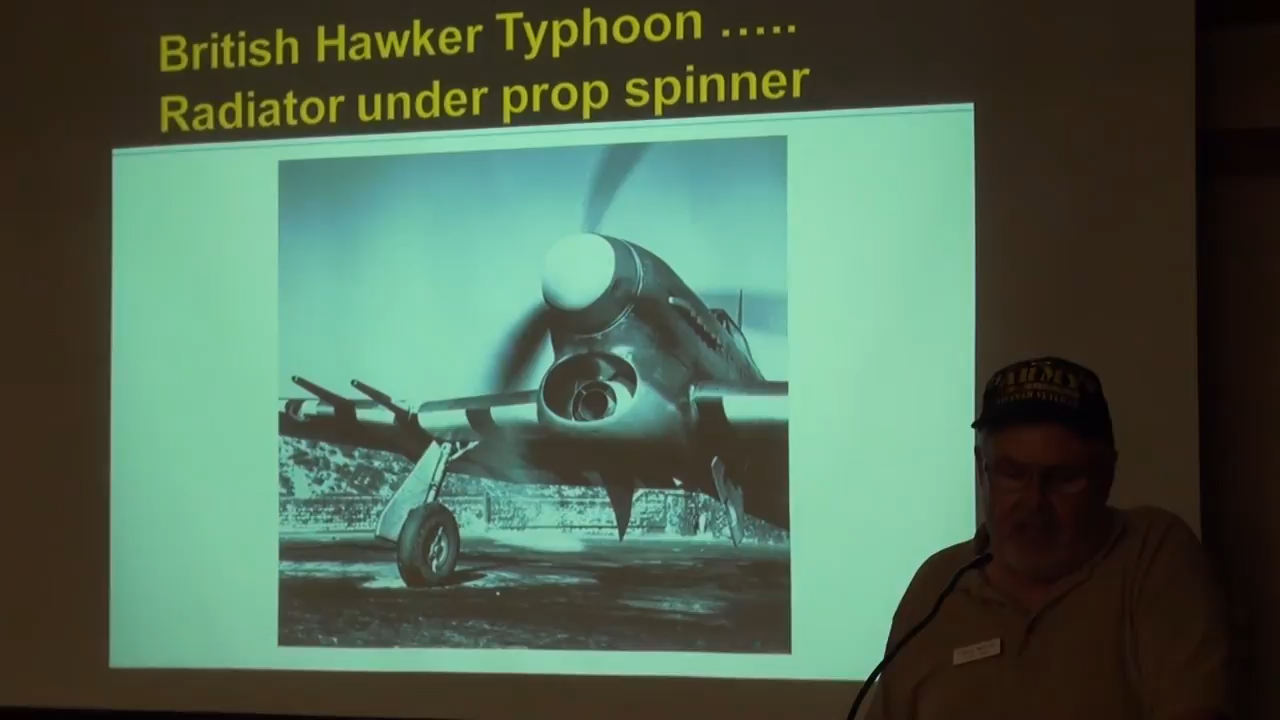 British Hawker Typhoon .....
Radiator under prop spinner
ARMY